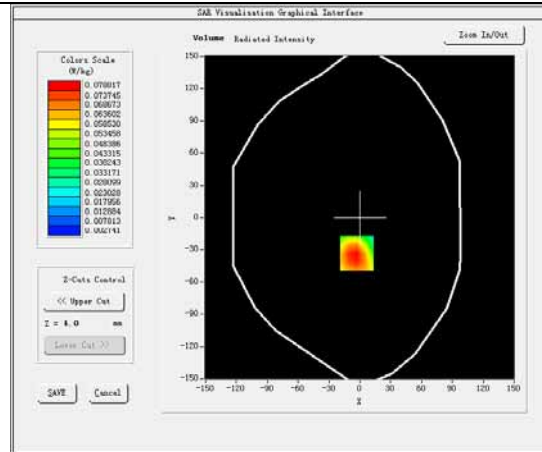 SAR Visualisation Graphical Interface
Volume Radiated Intensity
Zoom In/Out
Colors Scale
(W/kg)
0.078817
0.073745
0.068673
0.063602
0.058530
0.053458
0.048386
0.043315
0.038243
0.033171
0.028099
0.023028
0.017956
0.012884
0.007813
0.002741
Z-Cuts Control
<< Upper Cut
Z = 4.0 mm
Lower Cut >>
SAVE
Cancel
150
120
90
60
30
0
-30
-60
-90
-120
-150
Y
-150 -120 -90 -60 -30 0 30 60 90 120 150
X